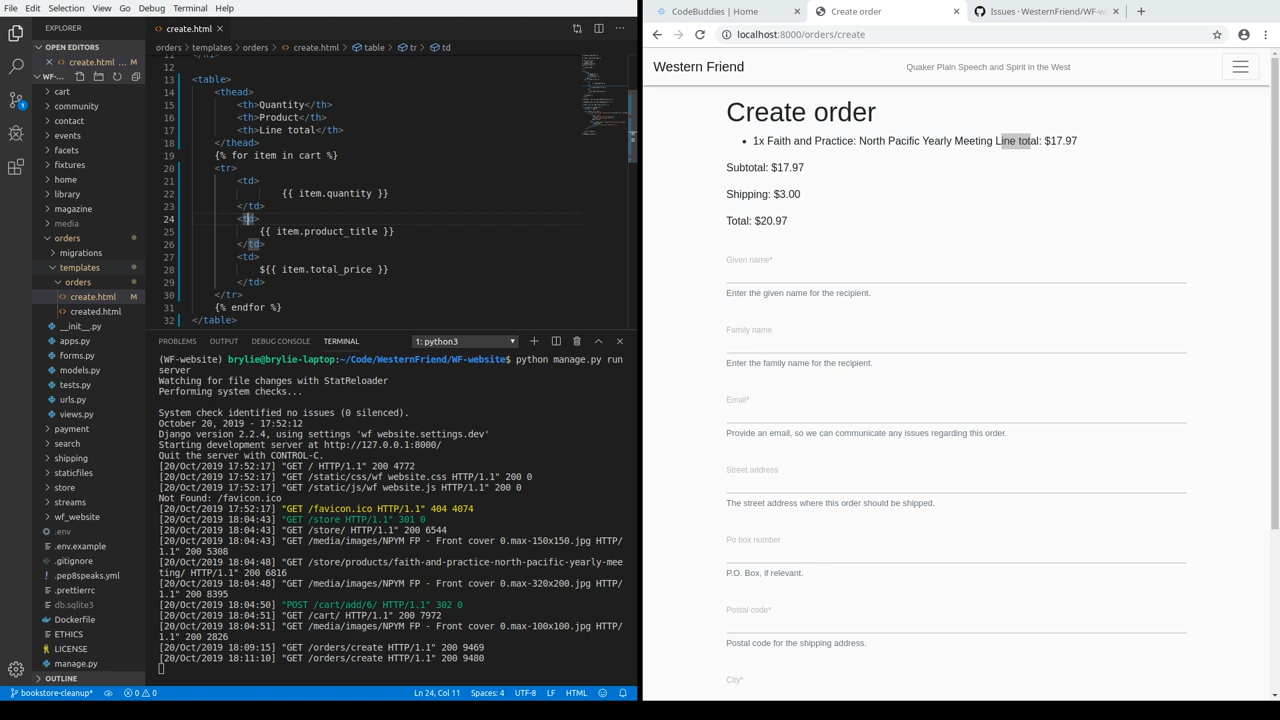 File Edit Selection View Go Debug Terminal Help
EXPLORER
OPEN EDITORS
create.html ... M
WF-...
cart
community
contact
events
facets
fixtures
home
library
magazine
media
orders
migrations
templates
orders
create.html M
created.html
__init__.py
apps.py
forms.py
models.py
tests.py
urls.py
views.py
payment
search
shipping
staticfiles
store
streams
wf_website
.env
.env.example
.gitignore
.pep8speaks.yml
.prettierrc
db.sqlite3
Dockerfile
ETHICS
LICENSE
manage.py
OUTLINE
create.html
orders > templates > orders > create.html > table > tr > td
12
13 <table>
14 <thead>
15 <th>Quantity</th>
16 <th>Product</th>
17 <th>Line total</th>
18 </thead>
19 {% for item in cart %}
20 <tr>
21 <td>
22 {{ item.quantity }}
23 </td>
24 <td>
25 {{ item.product_title }}
26 </td>
27 <td>
28 ${{ item.total_price }}
29 </td>
30 </tr>
31 {% endfor %}
32 </table>
PROBLEMS OUTPUT DEBUG CONSOLE TERMINAL 1: python3
(WF-website) brylie@brylie-laptop:~/Code/WesternFriend/WF-website$ python manage.py run
server
Watching for file changes with StatReloader
Performing system checks...
System check identified no issues (0 silenced).
October 20, 2019 - 17:52:12
Django version 2.2.4, using settings 'wf_website.settings.dev'
Starting development server at http://127.0.0.1:8000/
Quit the server with CONTROL-C.
[20/Oct/2019 17:52:17] "GET / HTTP/1.1" 200 4772
[20/Oct/2019 17:52:17] "GET /static/css/wf_website.css HTTP/1.1" 200 0
[20/Oct/2019 17:52:17] "GET /static/js/wf_website.js HTTP/1.1" 200 0
Not Found: /favicon.ico
[20/Oct/2019 17:52:17] "GET /favicon.ico HTTP/1.1" 404 4074
[20/Oct/2019 18:04:43] "GET /store HTTP/1.1" 301 0
[20/Oct/2019 18:04:43] "GET /store/ HTTP/1.1" 200 6544
[20/Oct/2019 18:04:43] "GET /media/images/NPYM_FP_-_Front_cover_0.max-150x150.jpg HTTP/
1.1" 200 5308
[20/Oct/2019 18:04:48] "GET /store/products/faith-and-practice-north-pacific-yearly-mee
ting/ HTTP/1.1" 200 6816
[20/Oct/2019 18:04:48] "GET /media/images/NPYM_FP_-_Front_cover_0.max-320x200.jpg HTTP/
1.1" 200 8395
[20/Oct/2019 18:04:50] "POST /cart/add/6/ HTTP/1.1" 302 0
[20/Oct/2019 18:04:51] "GET /cart/ HTTP/1.1" 200 7972
[20/Oct/2019 18:04:51] "GET /media/images/NPYM_FP_-_Front_cover_0.max-100x100.jpg HTTP/
1.1" 200 2826
[20/Oct/2019 18:09:15] "GET /orders/create HTTP/1.1" 200 9469
[20/Oct/2019 18:11:10] "GET /orders/create HTTP/1.1" 200 9480
bookstore-cleanup* 0 0 Ln 24, Col 11 Spaces: 4 UTF-8 LF HTML
CodeBuddies | Home
Create order
Issues · WesternFriend/WF-w
localhost:8000/orders/create
Western Friend
Quaker Plain Speech and Spirit in the West
Create order
• 1x Faith and Practice: North Pacific Yearly Meeting Line total: $17.97
Subtotal: $17.97
Shipping: $3.00
Total: $20.97
Given name*
Enter the given name for the recipient.
Family name
Enter the family name for the recipient.
Email*
Provide an email, so we can communicate any issues regarding this order.
Street address
The street address where this order should be shipped.
Po box number
P.O. Box, if relevant.
Postal code*
Postal code for the shipping address.
City*